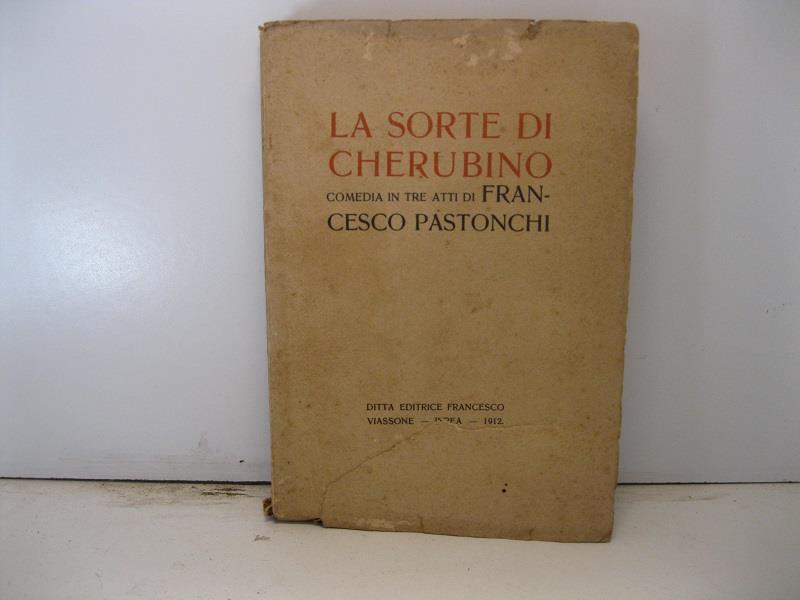 LA SORTE DI
CHERUBINO
COMEDIA IN TRE ATTI DI FRAN-
CESCO PASTONCHI
DITTA EDITRICE FRANCESCO
VIASSONE — — 1912.